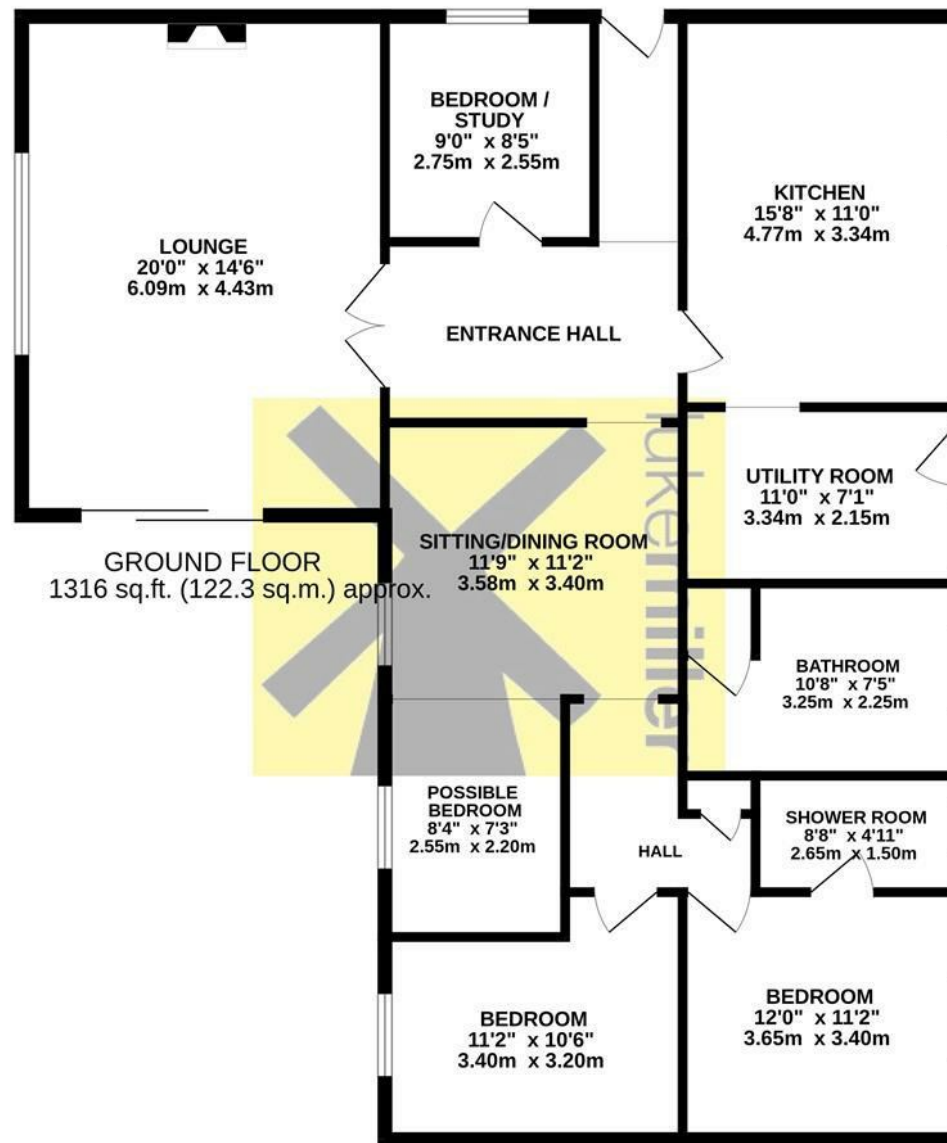 BEDROOM /
STUDY
9'0" x 8'5"
2.75m x 2.55m
KITCHEN
15'8" x 11'0"
4.77m x 3.34m
LOUNGE
20'0" x 14'6"
6.09m x 4.43m
ENTRANCE HALL
UTILITY ROOM
11'0" x 7'1"
3.34m x 2.15m
SITTING/DINING ROOM
11'9" x 11'2"
3.58m x 3.40m
GROUND FLOOR
1316 sq.ft. (122.3 sq.m.) approx.
lukemiller
BATHROOM
10'8" x 7'5"
3.25m x 2.25m
POSSIBLE
BEDROOM
8'4" x 7'3"
2.55m x 2.20m
SHOWER ROOM
8'8" x 4'11"
2.65m x 1.50m
HALL
BEDROOM
11'2" x 10'6"
3.40m x 3.20m
BEDROOM
12'0" x 11'2"
3.65m x 3.40m